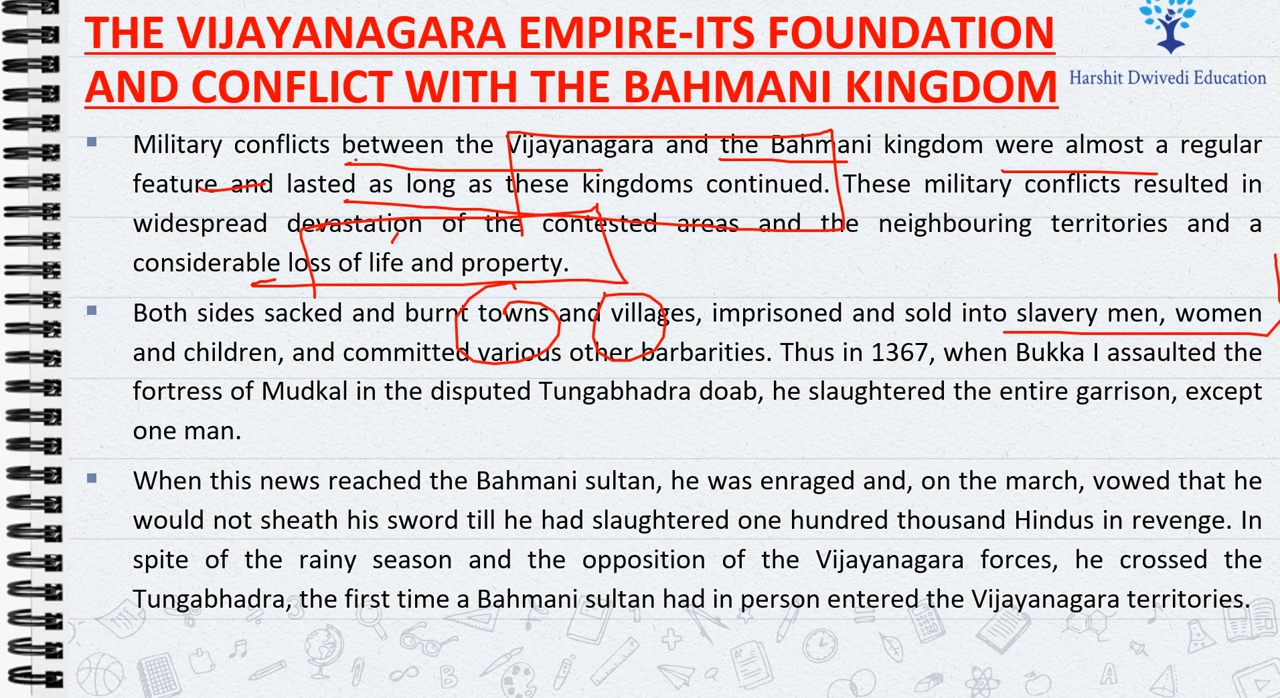 THE VIJAYANAGARA EMPIRE-ITS FOUNDATION
AND CONFLICT WITH THE BAHMANI KINGDOM
Harshit Dwivedi Education
▪ Military conflicts between the Vijayanagara and the Bahmani kingdom were almost a regular
feature and lasted as long as these kingdoms continued. These military conflicts resulted in
widespread devastation of the contested areas and the neighbouring territories and a
considerable loss of life and property.
▪ Both sides sacked and burnt towns and villages, imprisoned and sold into slavery men, women
and children, and committed various other barbarities. Thus in 1367, when Bukka I assaulted the
fortress of Mudkal in the disputed Tungabhadra doab, he slaughtered the entire garrison, except
one man.
▪ When this news reached the Bahmani sultan, he was enraged and, on the march, vowed that he
would not sheath his sword till he had slaughtered one hundred thousand Hindus in revenge. In
spite of the rainy season and the opposition of the Vijayanagara forces, he crossed the
Tungabhadra, the first time a Bahmani sultan had in person entered the Vijayanagara territories.